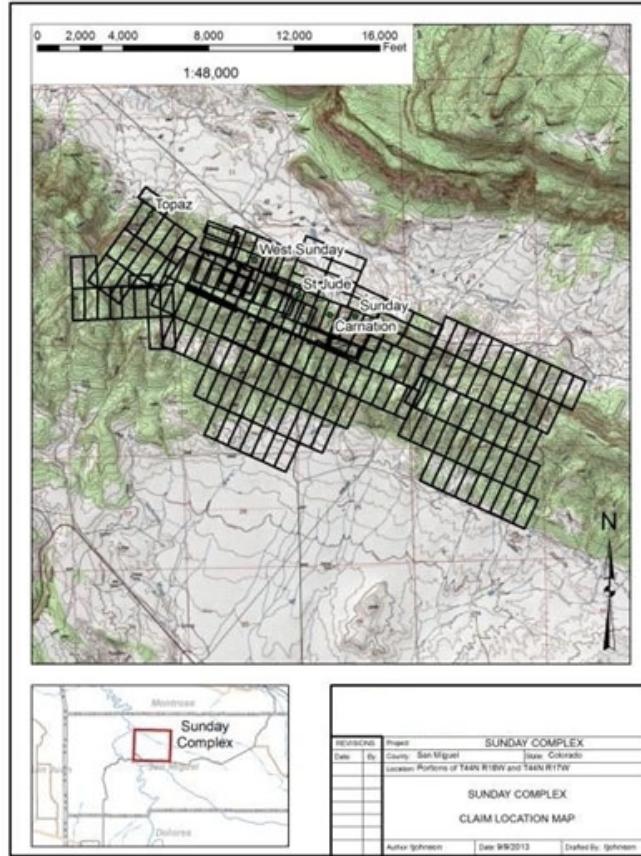 0 2,000 4,000 8,000 12,000 16,000
Feet
1:48,000
Topaz
West Sunday
St Jude
Sunday
Carnation
N
Montrose
Sunday
Complex
San Miguel
Dolores
REVISIONS
Date By
Project SUNDAY COMPLEX
County: San Miguel State: Colorado
Location: Portions of T44N R18W and T44N R17W
SUNDAY COMPLEX
CLAIM LOCATION MAP
Author: tjohnson Date: 9/9/2013 Drafted By: tjohnson